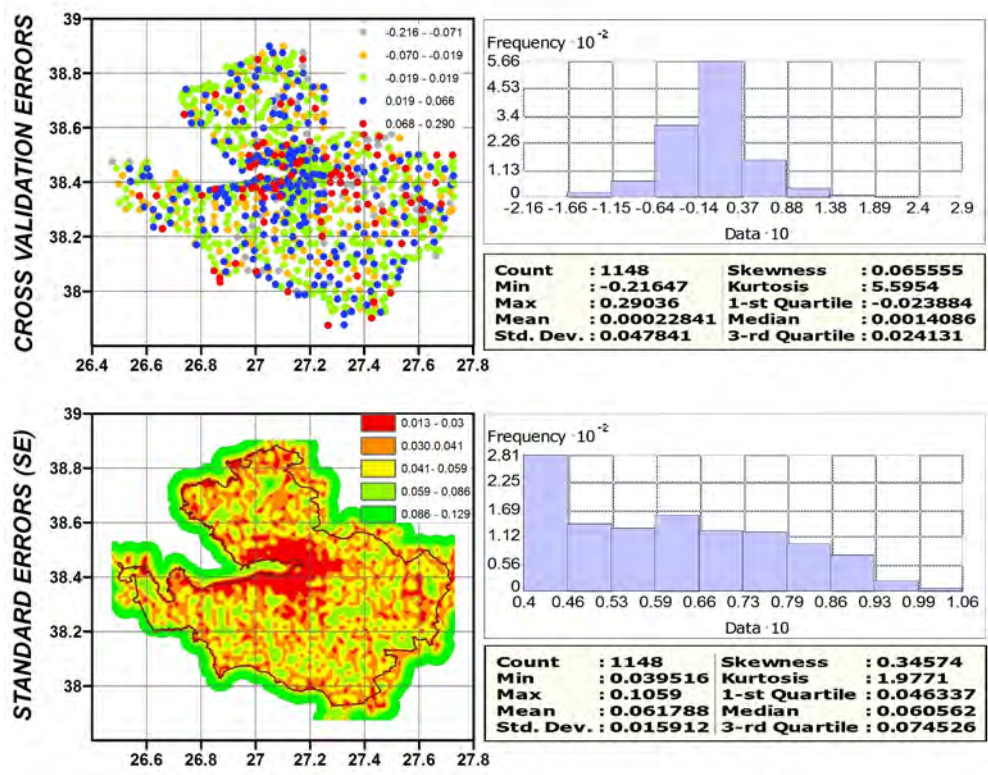 CROSS VALIDATION ERRORS
39
38.8
38.6
38.4
38.2
38
26.4 26.6 26.8 27 27.2 27.4 27.6 27.8
-0.216 - -0.071
-0.070 - -0.019
-0.019 - 0.019
0.019 - 0.066
0.068 - 0.290
Frequency · 10⁻²
5.66
4.53
3.4
2.26
1.13
0
-2.16 -1.66 -1.15 -0.64 -0.14 0.37 0.88 1.38 1.89 2.4 2.9
Data · 10
Count : 1148 Skewness : 0.065555
Min : -0.21647 Kurtosis : 5.5954
Max : 0.29036 1-st Quartile : -0.023884
Mean : 0.00022841 Median : 0.0014086
Std. Dev. : 0.047841 3-rd Quartile : 0.024131
STANDARD ERRORS (SE)
39
38.8
38.6
38.4
38.2
38
26.6 26.8 27 27.2 27.4 27.6 27.8
0.013 - 0.03
0.030.041
0.041- 0.059
0.059 - 0.086
0.086 - 0.129
Frequency · 10⁻²
2.81
2.25
1.69
1.12
0.56
0
0.4 0.46 0.53 0.59 0.66 0.73 0.79 0.86 0.93 0.99 1.06
Data · 10
Count : 1148 Skewness : 0.34574
Min : 0.039516 Kurtosis : 1.9771
Max : 0.1059 1-st Quartile : 0.046337
Mean : 0.061788 Median : 0.060562
Std. Dev. : 0.015912 3-rd Quartile : 0.074526